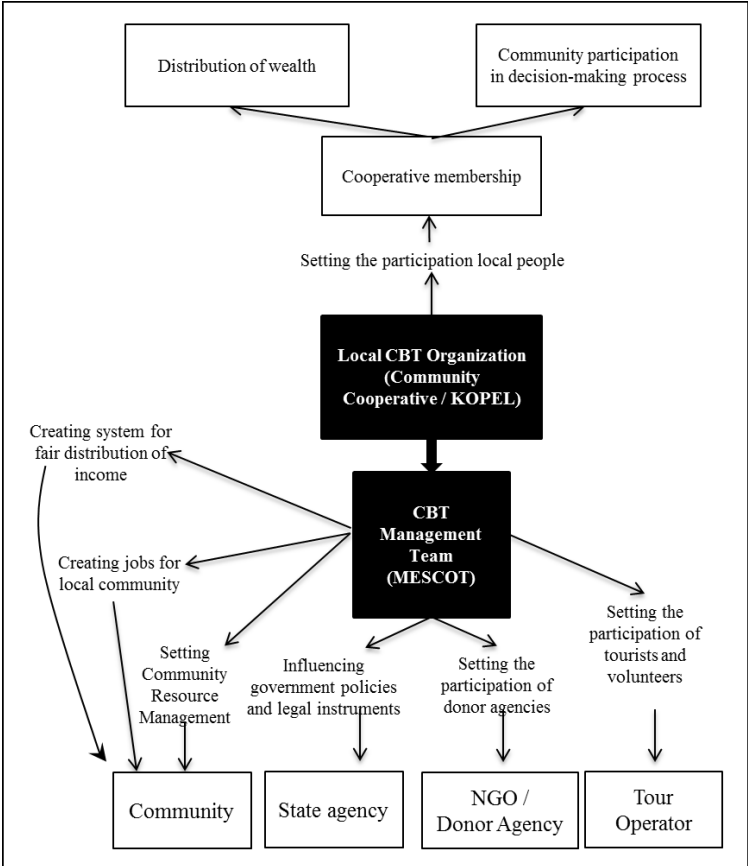 Distribution of wealth
Community participation
in decision-making process
Cooperative membership
Setting the participation local people
Local CBT Organization
(Community
Cooperative / KOPEL)
CBT
Management
Team
(MESCOT)
Creating system for
fair distribution of
income
Creating jobs for
local community
Setting
Community
Resource
Management
Influencing
government policies
and legal instruments
Setting the
participation of
donor agencies
Setting the
participation of
tourists and
volunteers
Community
State agency
NGO /
Donor Agency
Tour
Operator